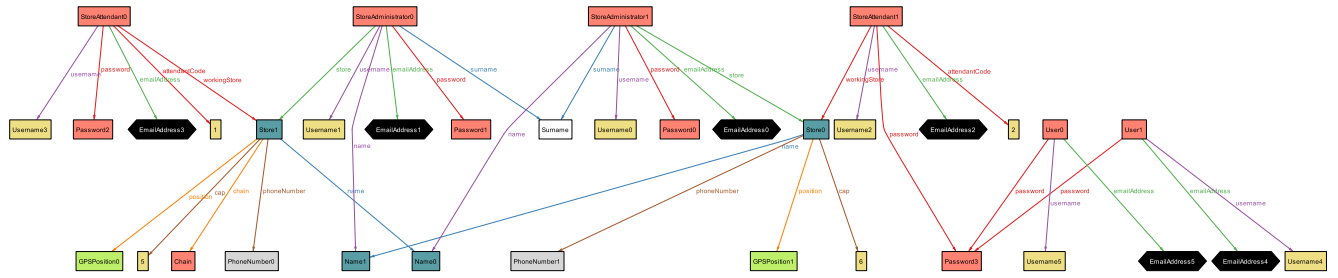 StoreAttendant0
StoreAdministrator0
StoreAdministrator1
StoreAttendant1
username
password
emailAddress
attendantCode
workingStore
store
username
emailAddress
password
surname
name
name
surname
username
password
emailAddress
store
workingStore
username
emailAddress
attendantCode
password
Username3
Password2
EmailAddress3
1
Store1
Username1
EmailAddress1
Password1
Surname
Username0
Password0
EmailAddress0
Store0
Username2
EmailAddress2
2
User0
User1
position
cap
chain
phoneNumber
name
name
phoneNumber
position
cap
password
username
emailAddress
password
emailAddress
username
GPSPosition0
5
Chain
PhoneNumber0
Name1
Name0
PhoneNumber1
GPSPosition1
6
Password3
Username5
EmailAddress5
EmailAddress4
Username4